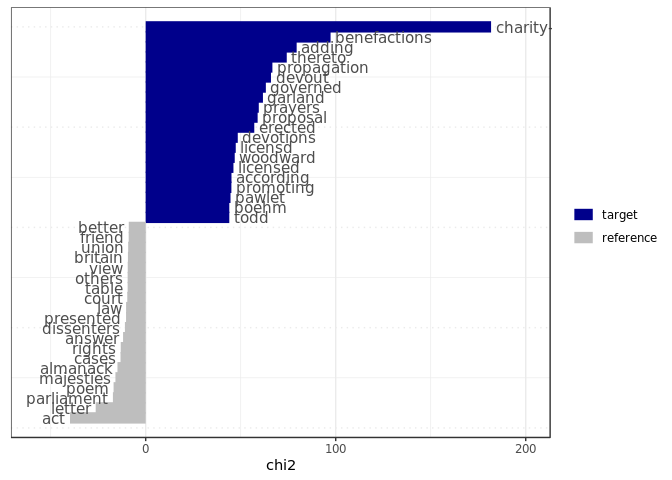 charity-
benefactions
adding
thereto
propagation
devout
governed
garland
prayers
proposal
erected
devotions
licensd
woodward
licensed
according
promoting
pawlet
boehm
todd
better
friend
union
britain
view
others
table
court
law
presented
dissenters
answer
rights
cases
almanack
majesties
poem
parliament
letter
act
0 100 200
chi2
target
reference